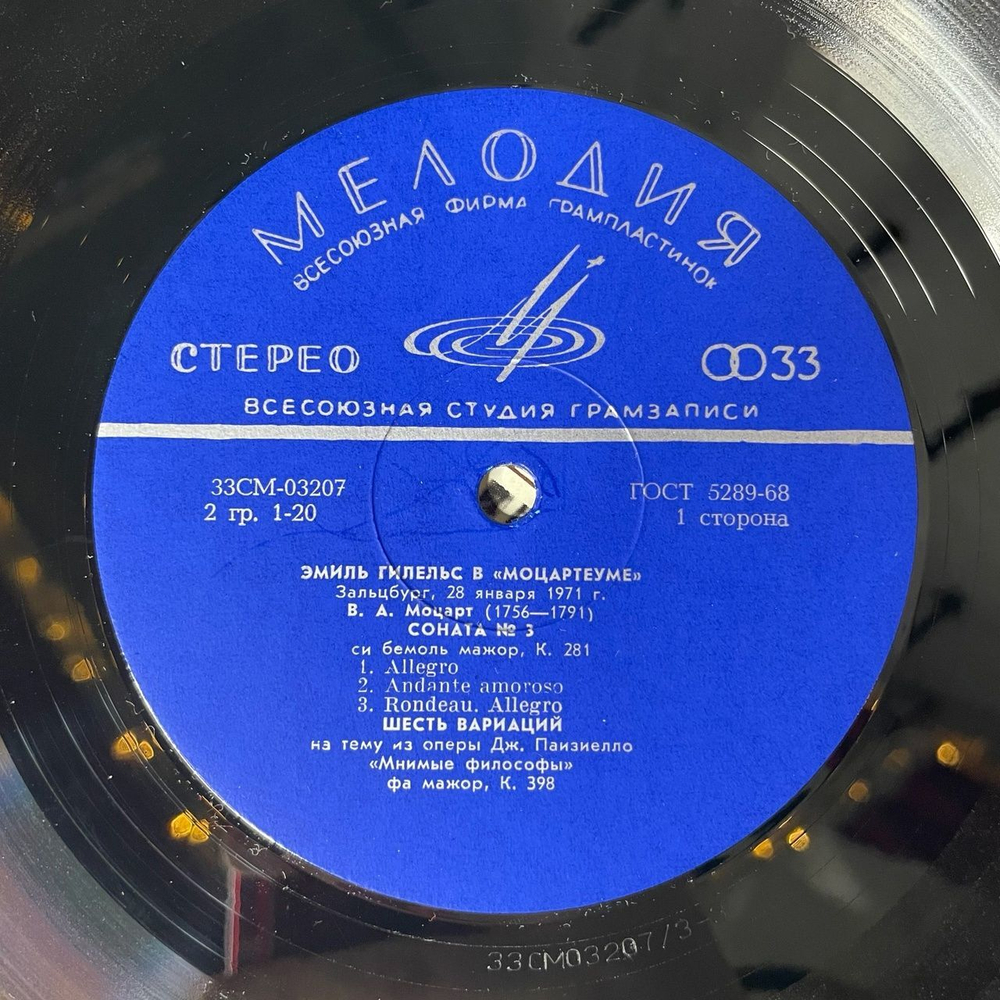 МЕЛОДИЯ
ВСЕСОЮЗНАЯ ФИРМА ГРАМПЛАСТИНОК
СТЕРЕО
33
ВСЕСОЮЗНАЯ СТУДИЯ ГРАМЗАПИСИ
33СМ-03207
2 гр. 1-20
ГОСТ 5289-68
1 сторона
ЭМИЛЬ ГИЛЕЛЬС В «МОЦАРТЕУМЕ»
Зальцбург, 28 января 1971 г.
В. А. Моцарт (1756—1791)
СОНАТА № 3
си бемоль мажор, К. 281
1. Allegro
2. Andante amoroso
3. Rondeau. Allegro
ШЕСТЬ ВАРИАЦИЙ
на тему из оперы Дж. Паизиелло
«Мнимые философы»
фа мажор, К. 398
33СМ03207/3